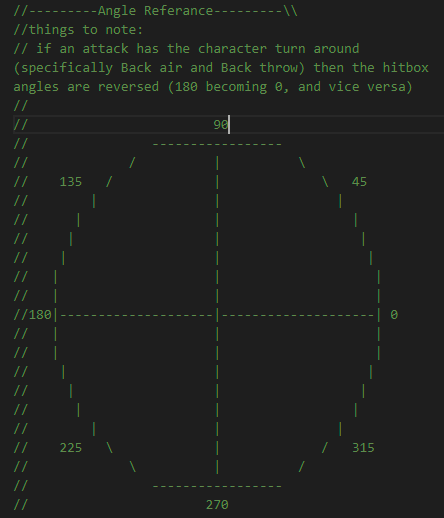 //---------Angle Referance---------\\
//things to note:
// if an attack has the character turn around
(specifically Back air and Back throw) then the hitbox
angles are reversed (180 becoming 0, and vice versa)
//
//                        90
//                -----------------
//             /          |          \
//    135   /             |             \   45
//        |               |               |
//      |                 |                 |
//     |                  |                  |
//    |                   |                   |
//   |                    |                    |
//   |                    |                    |
//180|--------------------|--------------------| 0
//   |                    |                    |
//   |                    |                    |
//    |                   |                   |
//     |                  |                  |
//      |                 |                 |
//        |               |               |
//    225   \             |             /   315
//             \          |          /
//                -----------------
//                       270